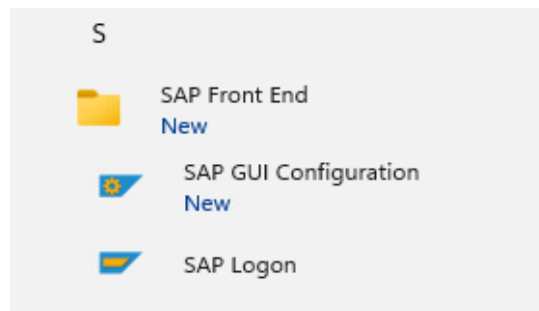 S
SAP Front End
New
SAP GUI Configuration
New
SAP Logon